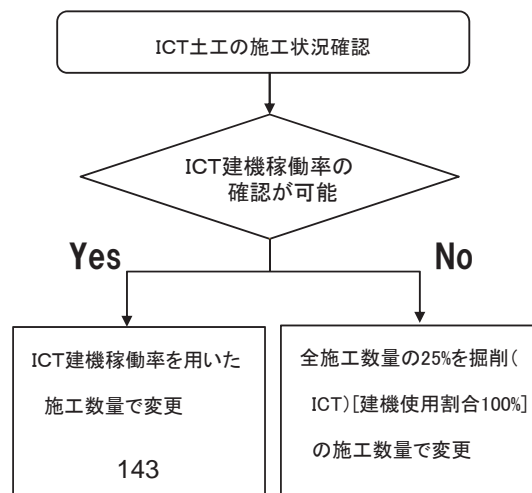 ICT土工の施工状況確認
ICT建機稼働率の
確認が可能
Yes
No
ICT建機稼働率を用いた
施工数量で変更
143
全施工数量の25%を掘削(
ICT)[建機使用割合100%]
の施工数量で変更